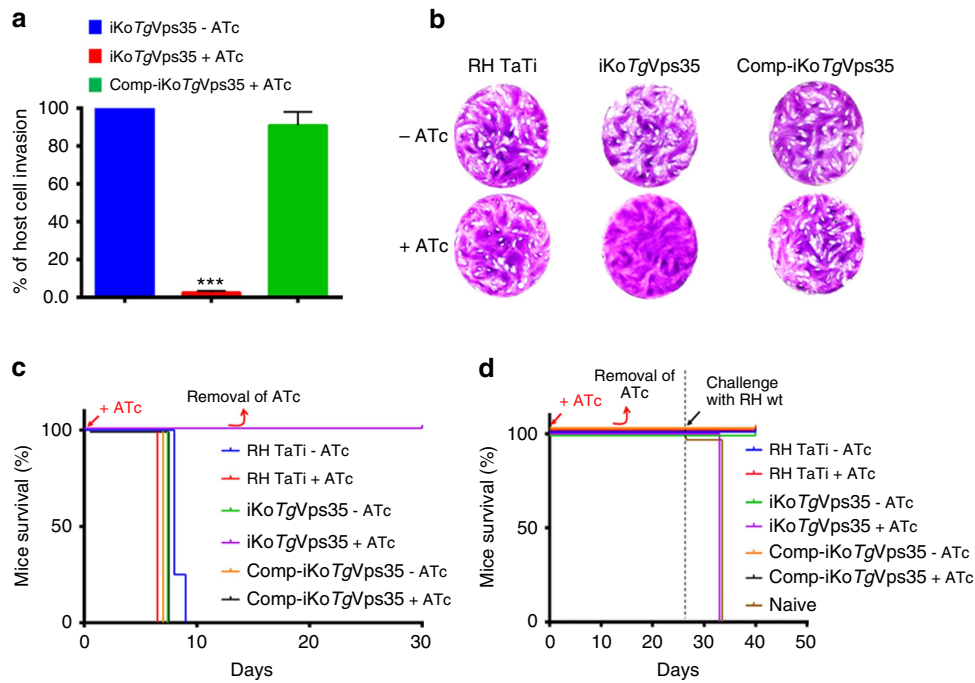 a
iKoTgVps35 - ATc
iKoTgVps35 + ATc
Comp-iKoTgVps35 + ATc
% of host cell invasion
100
80
60
40
20
0.0
***
b
RH TaTi
iKoTgVps35
Comp-iKoTgVps35
– ATc
+ ATc
c
+ ATc
Removal of ATc
Mice survival (%)
100
50
0
0
10
20
30
Days
RH TaTi - ATc
RH TaTi + ATc
iKoTgVps35 - ATc
iKoTgVps35 + ATc
Comp-iKoTgVps35 - ATc
Comp-iKoTgVps35 + ATc
d
+ ATc
Removal of
ATc
Challenge
with RH wt
Mice survival (%)
100
50
0
0
10
20
30
40
50
Days
RH TaTi - ATc
RH TaTi + ATc
iKoTgVps35 - ATc
iKoTgVps35 + ATc
Comp-iKoTgVps35 - ATc
Comp-iKoTgVps35 + ATc
Naive